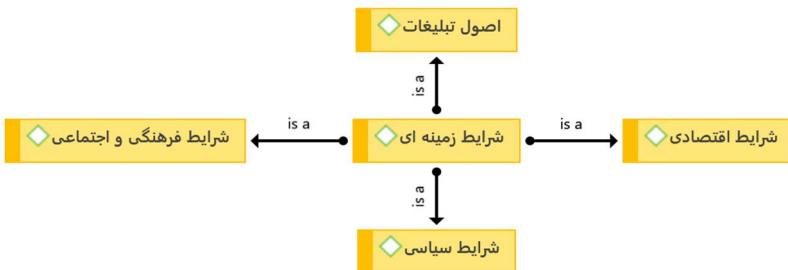 اصول تبلیغات
is a
شرایط فرهنگی و اجتماعی
is a
شرایط زمینه ای
is a
شرایط اقتصادی
is a
شرایط سیاسی